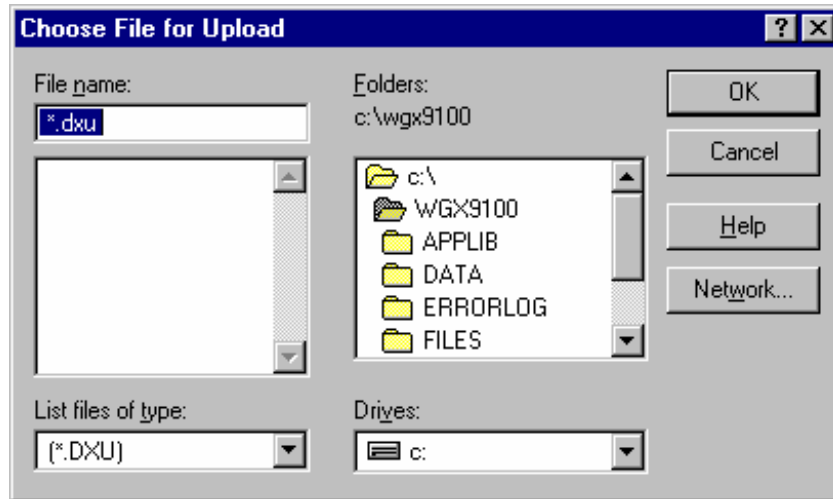 Choose File for Upload
File name:
*.dxu
Folders:
c:\wgx9100
c:\
WGX9100
APPLIB
DATA
ERRORLOG
FILES
OK
Cancel
Help
Network...
List files of type:
(*.DXU)
Drives:
c: